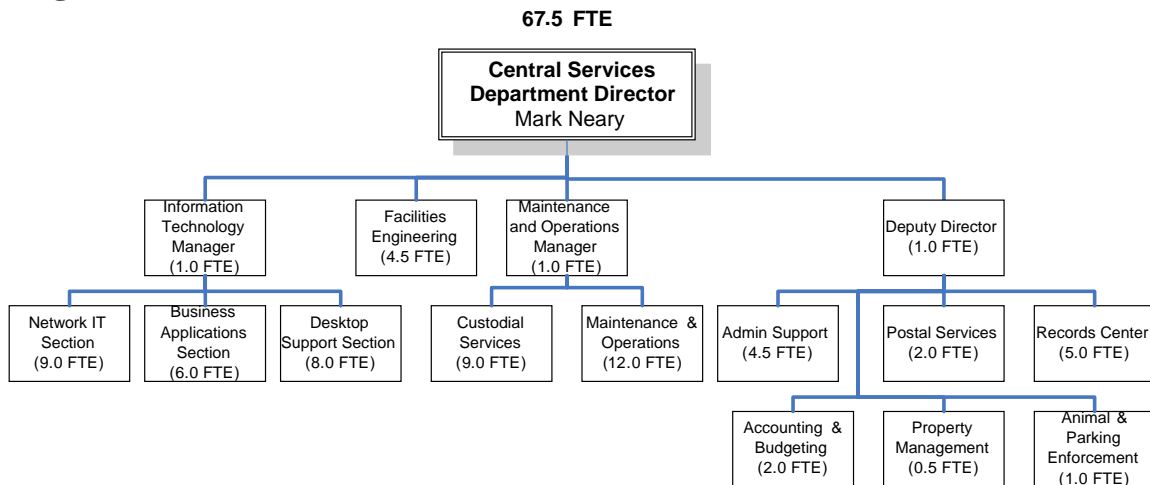 67.5 FTE
Central Services
Department Director
Mark Neary
Information
Technology
Manager
(1.0 FTE)
Facilities
Engineering
(4.5 FTE)
Maintenance
and Operations
Manager
(1.0 FTE)
Deputy Director
(1.0 FTE)
Network IT
Section
(9.0 FTE)
Business
Applications
Section
(6.0 FTE)
Desktop
Support Section
(8.0 FTE)
Custodial
Services
(9.0 FTE)
Maintenance &
Operations
(12.0 FTE)
Admin Support
(4.5 FTE)
Postal Services
(2.0 FTE)
Records Center
(5.0 FTE)
Accounting &
Budgeting
(2.0 FTE)
Property
Management
(0.5 FTE)
Animal &
Parking
Enforcement
(1.0 FTE)